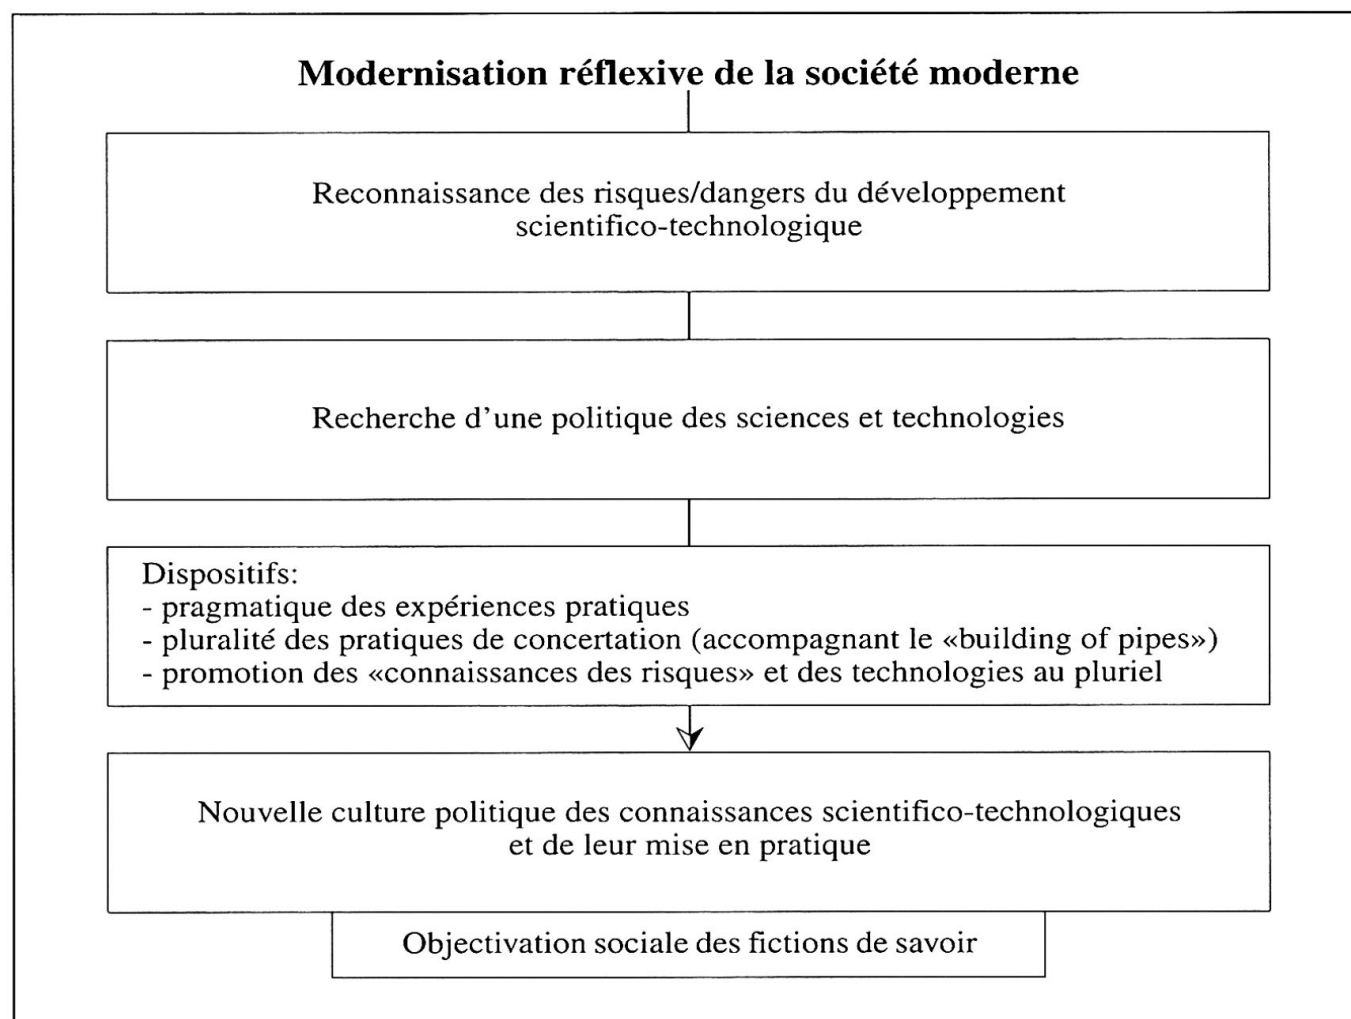 Modernisation réflexive de la société moderne
Reconnaissance des risques/dangers du développement
scientifico-technologique
Recherche d’une politique des sciences et technologies
Dispositifs:
- pragmatique des expériences pratiques
- pluralité des pratiques de concertation (accompagnant le «building of pipes»)
- promotion des «connaissances des risques» et des technologies au pluriel
Nouvelle culture politique des connaissances scientifico-technologiques
et de leur mise en pratique
Objectivation sociale des fictions de savoir